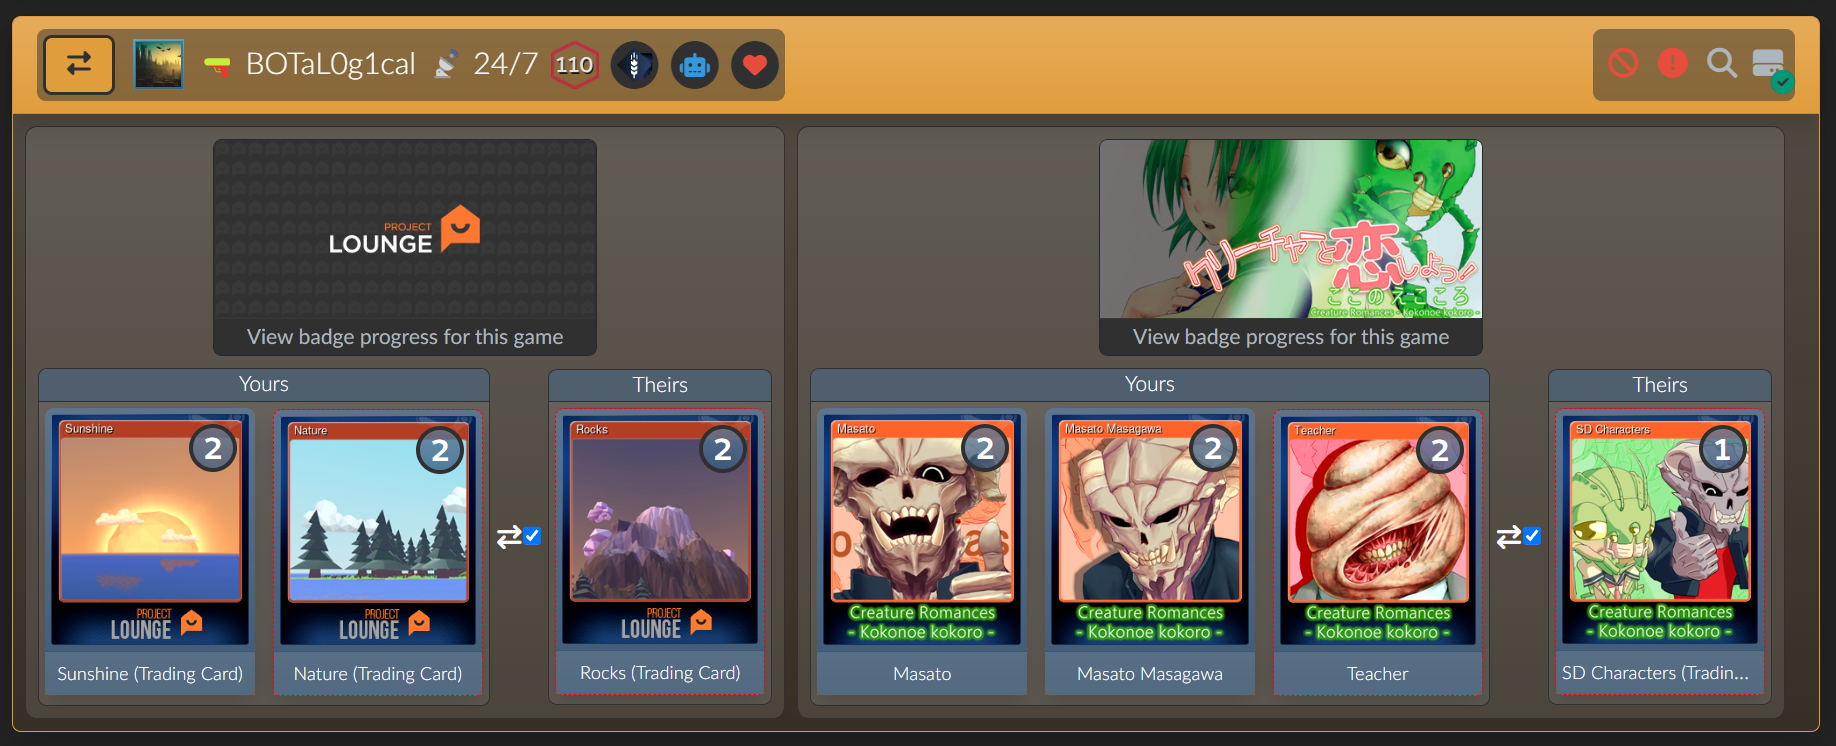 BOTaL0g1cal 24/7 110
PROJECT
LOUNGE
View badge progress for this game
クリーチャーと恋しよっ!
ここのえこころ
Creature Romances - Kokonoe kokoro -
View badge progress for this game
Yours
Theirs
Sunshine
2
PROJECT
LOUNGE
Sunshine (Trading Card)
Nature
2
PROJECT
LOUNGE
Nature (Trading Card)
Rocks
2
PROJECT
LOUNGE
Rocks (Trading Card)
Yours
Theirs
Masato
2
Creature Romances
- Kokonoe kokoro -
Masato
Masato Masagawa
2
Creature Romances
- Kokonoe kokoro -
Masato Masagawa
Teacher
2
Creature Romances
- Kokonoe kokoro -
Teacher
SD Characters
1
Creature Romances
- Kokonoe kokoro -
SD Characters (Tradin...